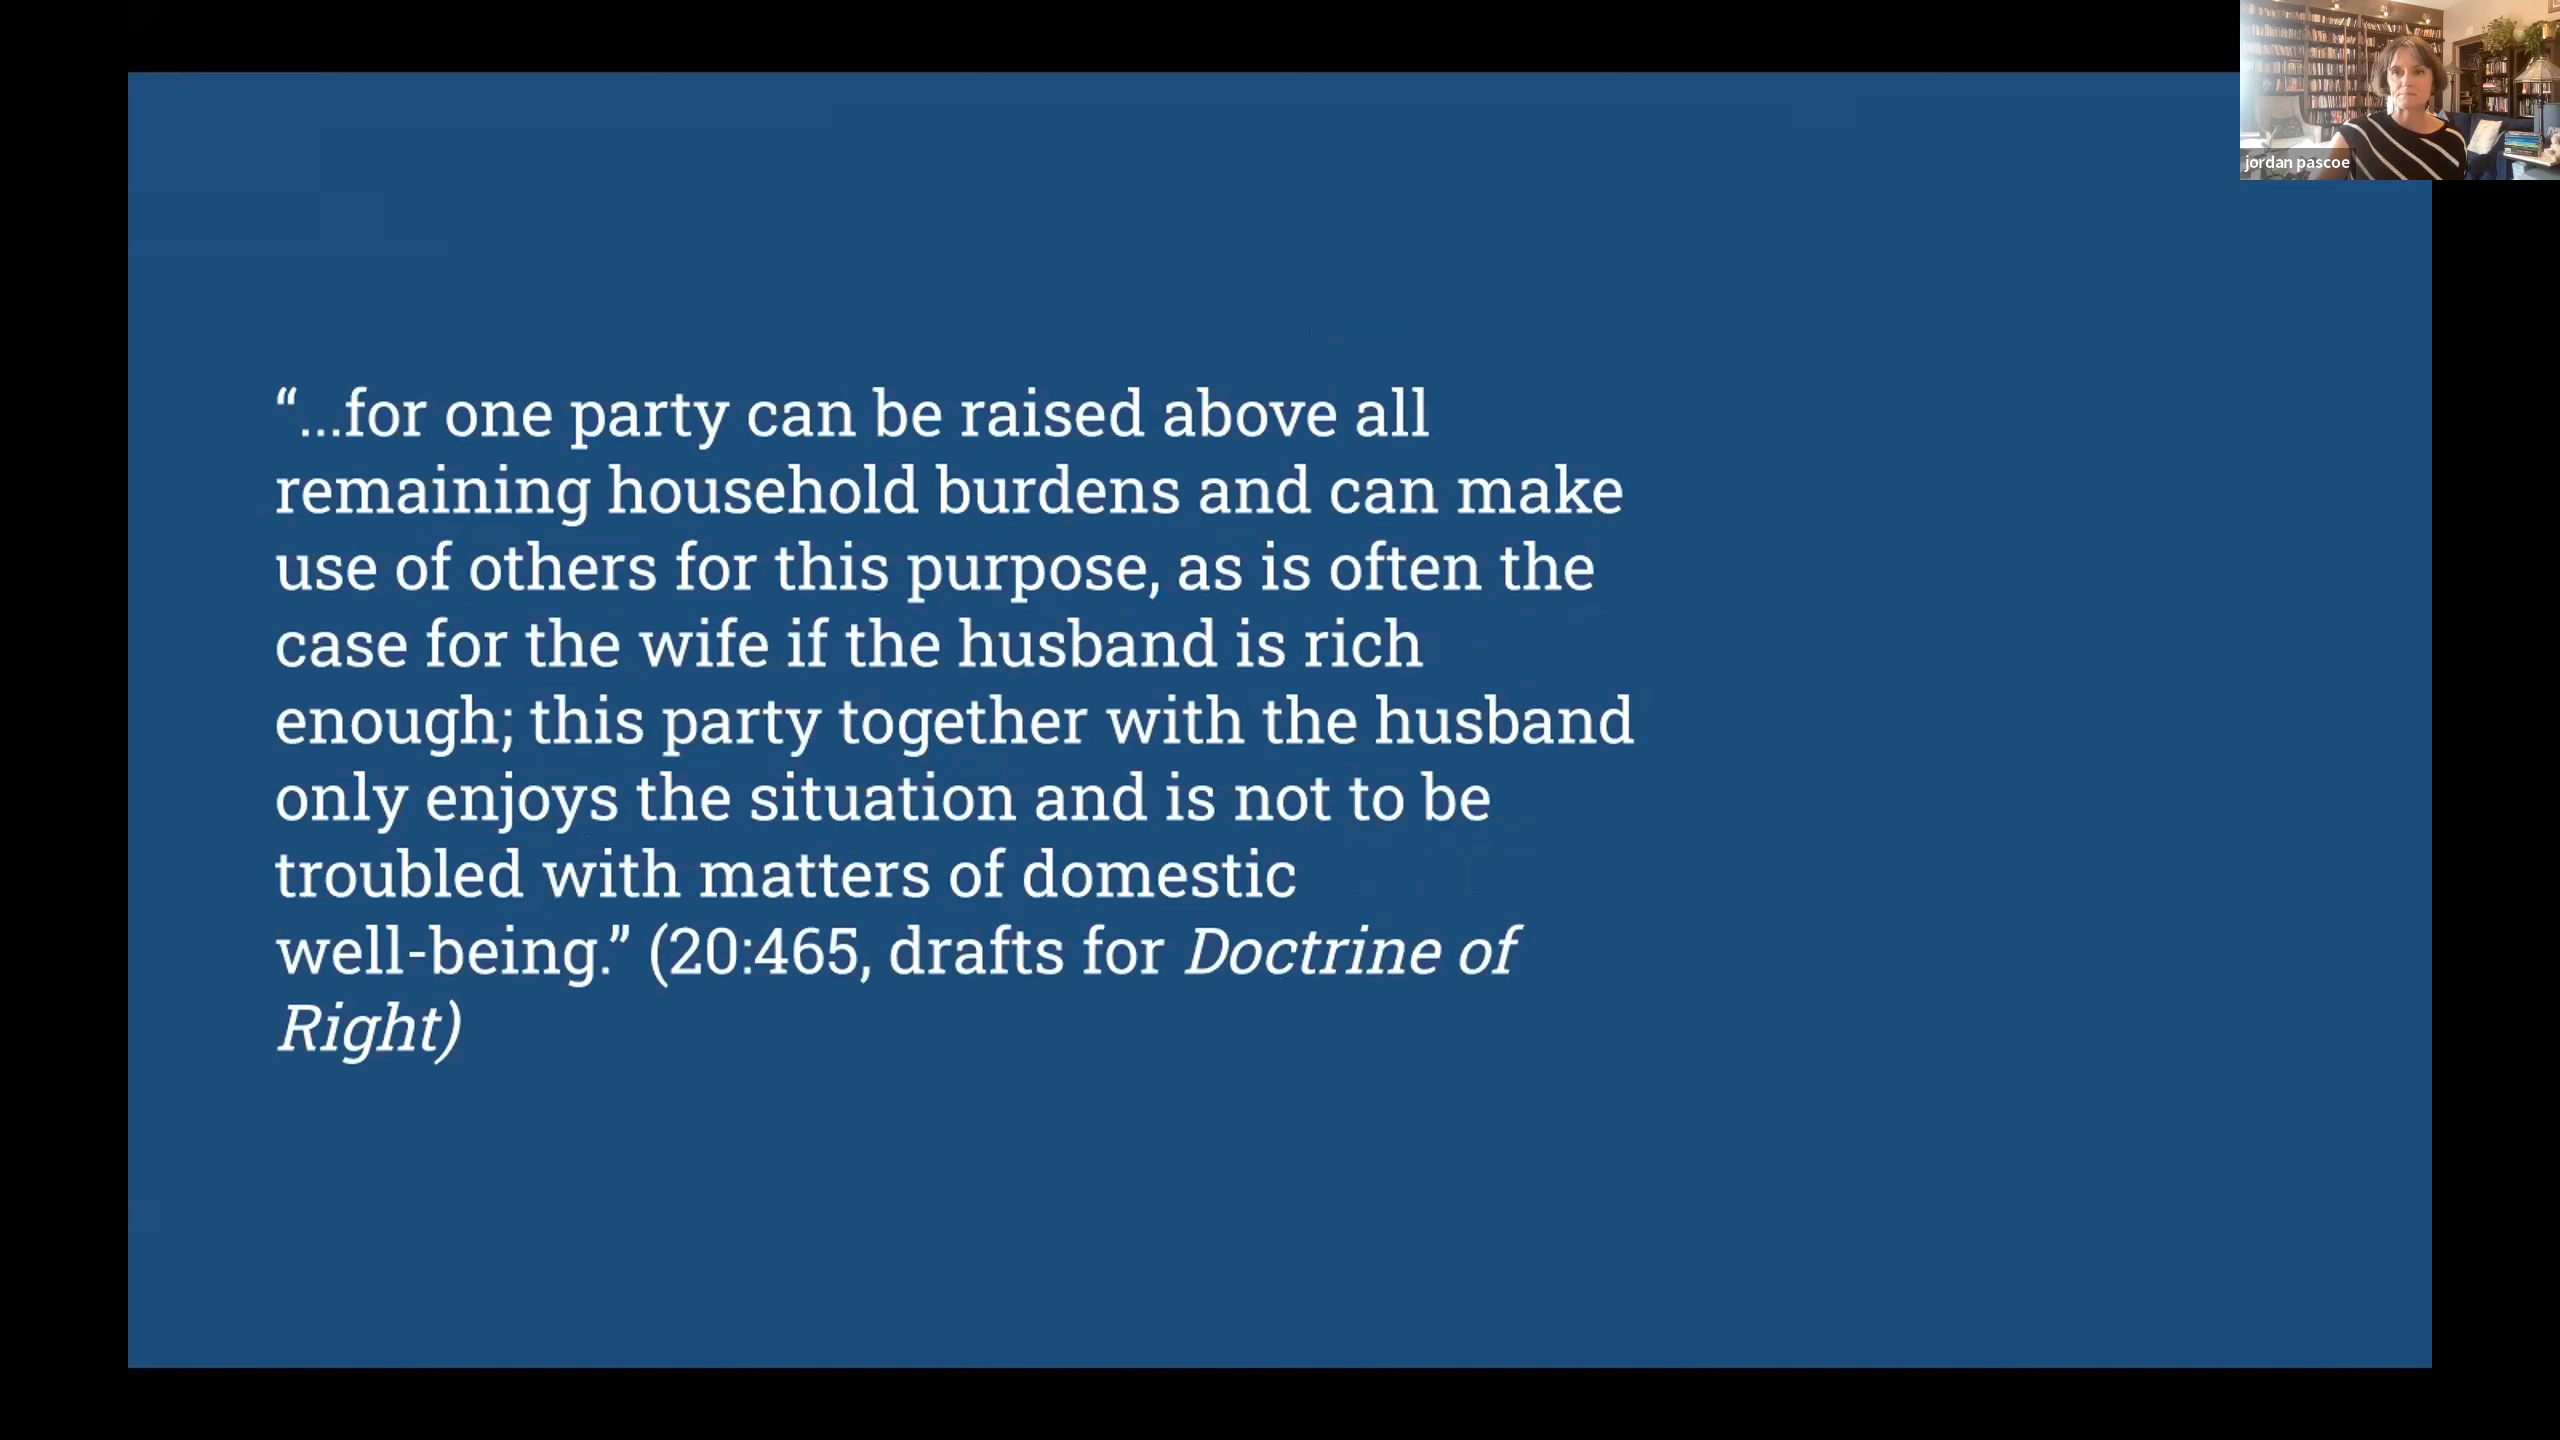 “...for one party can be raised above all
remaining household burdens and can make
use of others for this purpose, as is often the
case for the wife if the husband is rich
enough; this party together with the husband
only enjoys the situation and is not to be
troubled with matters of domestic
well-being.” (20:465, drafts for Doctrine of
Right)
jordan pascoe